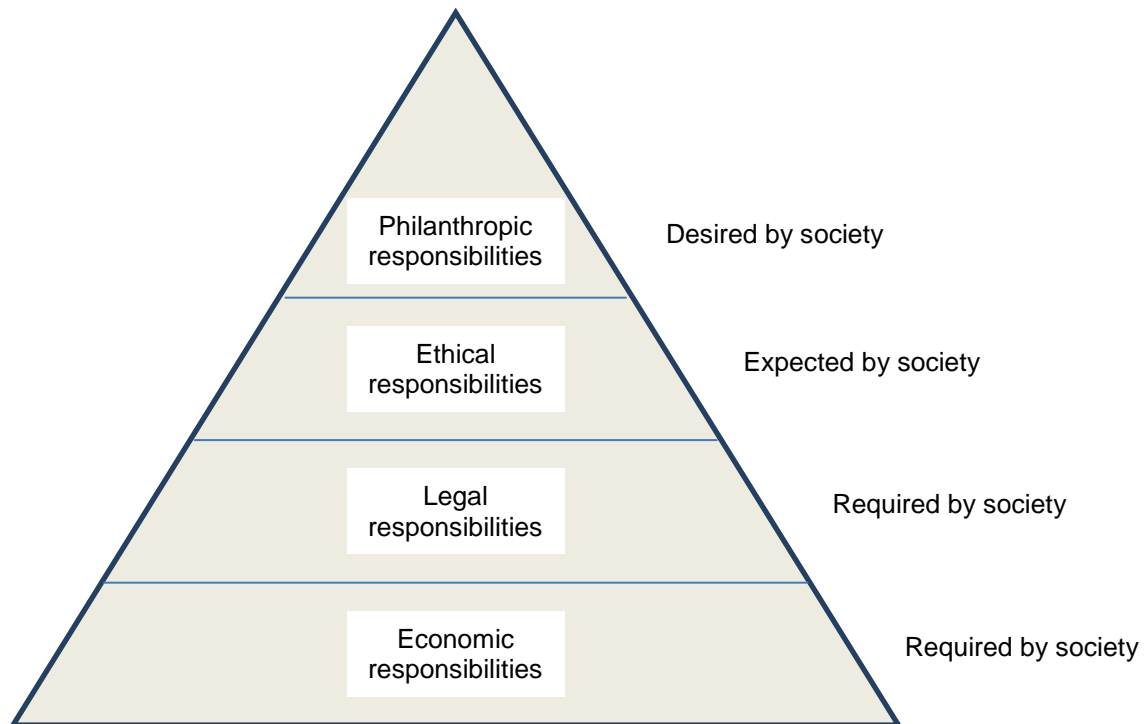 Philanthropic
responsibilities
Desired by society
Ethical
responsibilities
Expected by society
Legal
responsibilities
Required by society
Economic
responsibilities
Required by society